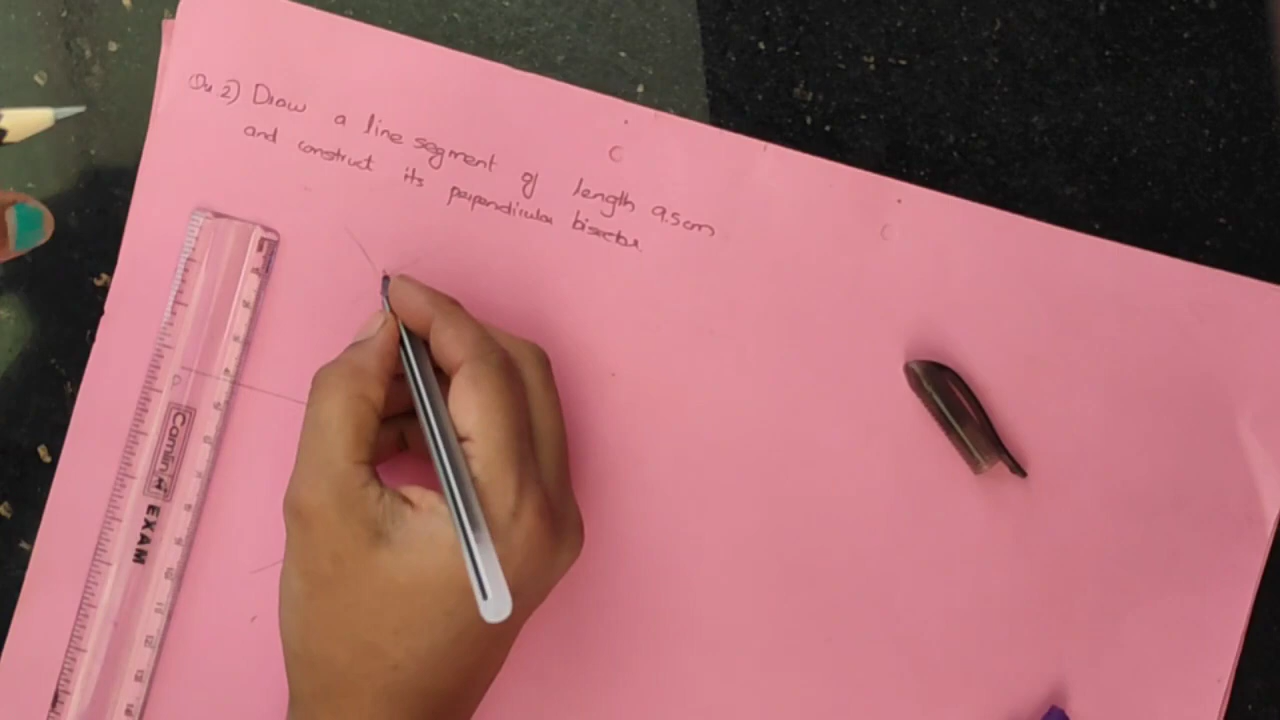 Qu 2) Draw a line segment of length 9.5cm
and construct its perpendicular bisector.
C
C
P
Camlin EXAM